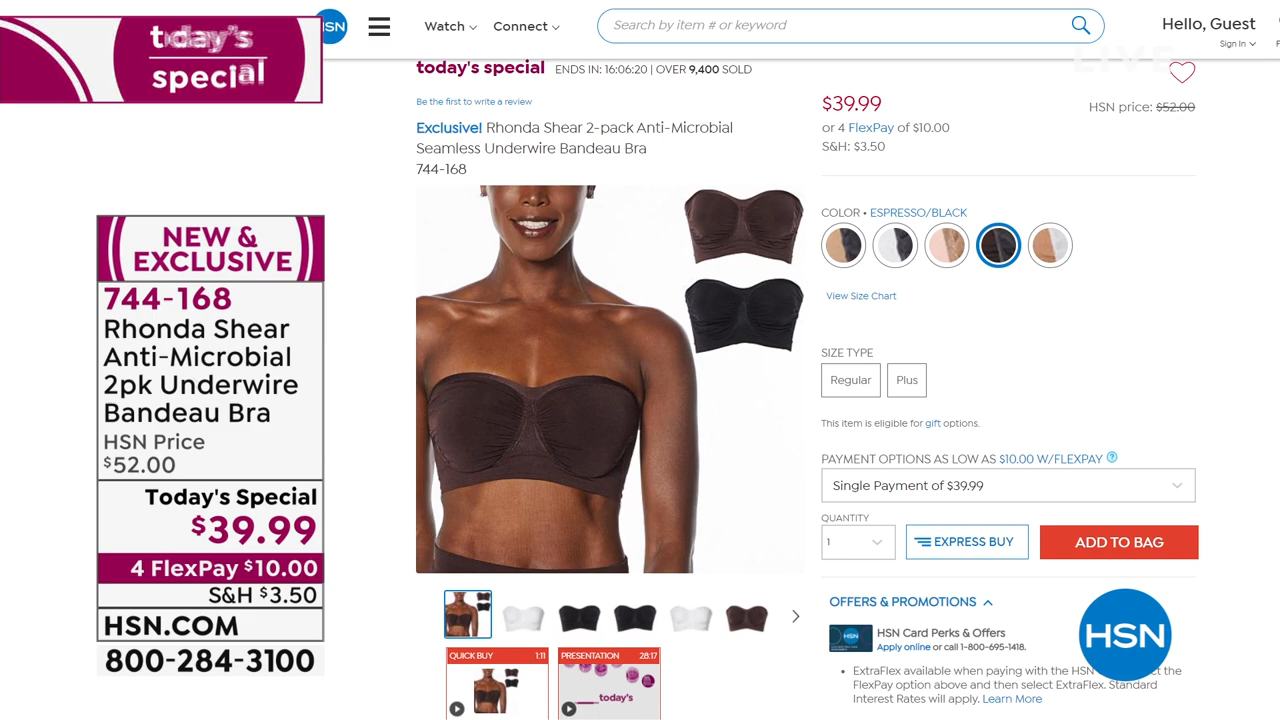 today's
special
HSN
Watch
Connect
Search by item # or keyword
Hello, Guest
Sign In
LIVE
today's special ENDS IN: 16:06:20 | OVER 9,400 SOLD
Be the first to write a review
Exclusive! Rhonda Shear 2-pack Anti-Microbial
Seamless Underwire Bandeau Bra
744-168
$39.99
HSN price: $52.00
or 4 FlexPay of $10.00
S&H: $3.50
COLOR • ESPRESSO/BLACK
View Size Chart
SIZE TYPE
Regular
Plus
This item is eligible for gift options.
PAYMENT OPTIONS AS LOW AS $10.00 W/FLEXPAY ?
Single Payment of $39.99
QUANTITY
1
EXPRESS BUY
ADD TO BAG
OFFERS & PROMOTIONS
HSN Card Perks & Offers
Apply online or call 1-800-695-1418.
• ExtraFlex available when paying with the HSN ct the
FlexPay option above and then select ExtraFlex. Standard
Interest Rates will apply. Learn More
HSN
QUICK BUY 1:11
PRESENTATION 28:17
today's
NEW &
EXCLUSIVE
744-168
Rhonda Shear
Anti-Microbial
2pk Underwire
Bandeau Bra
HSN Price
$52.00
Today's Special
$39.99
4 FlexPay $10.00
S&H $3.50
HSN.COM
800-284-3100